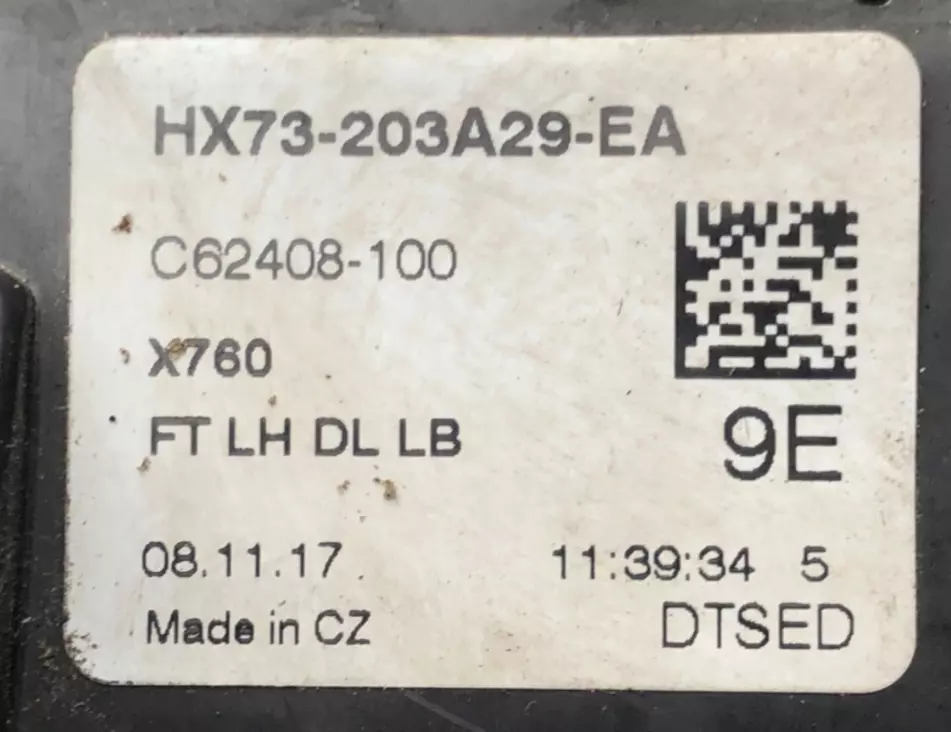 HX73-203A29-EA
C62408-100
X760
FT LH DL LB
9E
08.11.17 11:39:34 5
Made in CZ DTSED